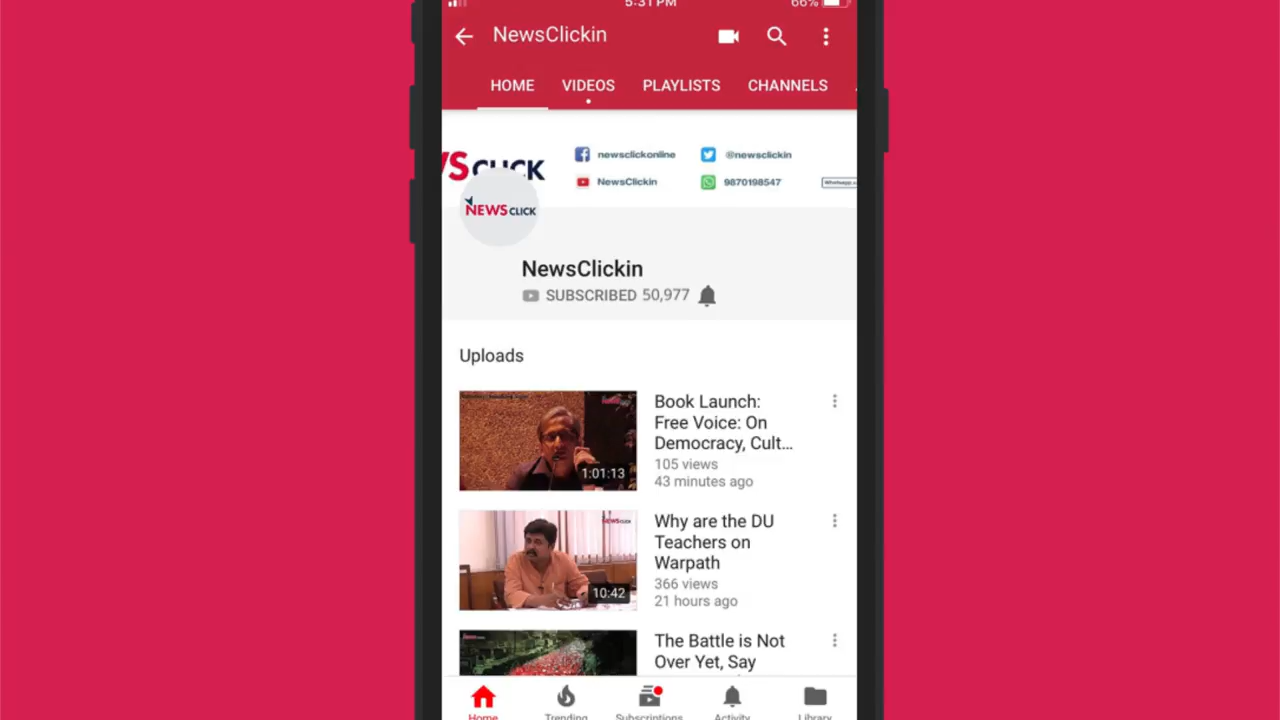 5:31 PM
66%
NewsClickin
HOME VIDEOS PLAYLISTS CHANNELS
S CLICK
newsclickonline
@newsclickin
NewsClickin
9870198547
NEWSCLICK
NewsClickin
SUBSCRIBED 50,977
Uploads
Book Launch:
Free Voice: On
Democracy, Cult...
105 views
43 minutes ago
1:01:13
Why are the DU
Teachers on
Warpath
366 views
21 hours ago
NEWSCLICK
10:42
The Battle is Not
Over Yet, Say
Home Trending Subscriptions Activity Library